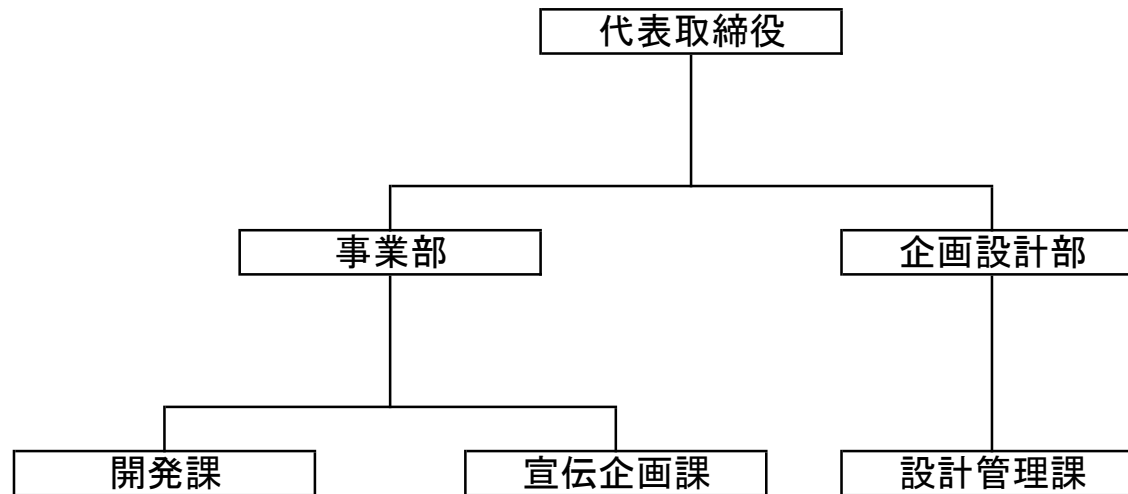 代表取締役
事業部
企画設計部
開発課
宣伝企画課
設計管理課